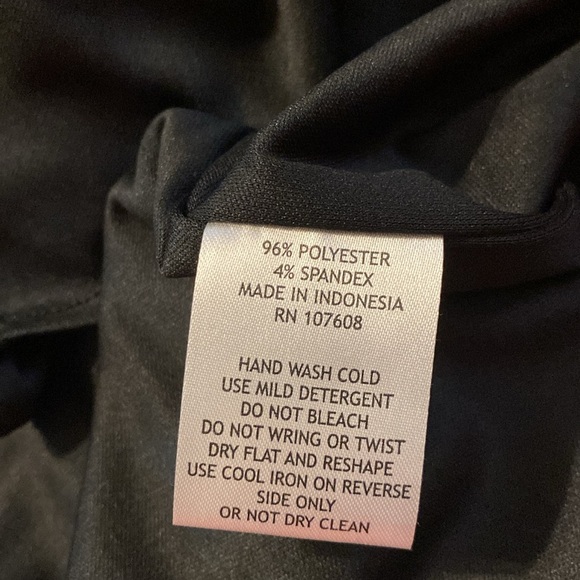 96% POLYESTER
4% SPANDEX
MADE IN INDONESIA
RN 107608
HAND WASH COLD
USE MILD DETERGENT
DO NOT BLEACH
DO NOT WRING OR TWIST
DRY FLAT AND RESHAPE
USE COOL IRON ON REVERSE
SIDE ONLY
OR NOT DRY CLEAN